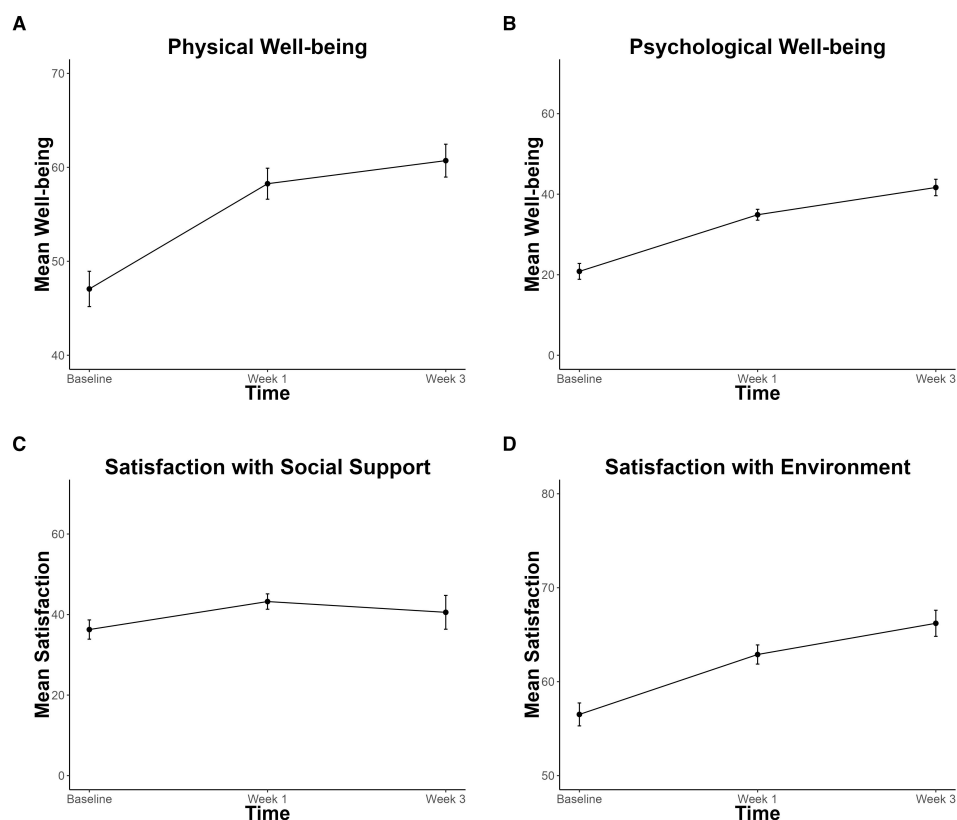 A
Physical Well-being
Mean Well-being
70
60
50
40
Baseline Week 1 Week 3
Time
B
Psychological Well-being
Mean Well-being
60
40
20
0
Baseline Week 1 Week 3
Time
C
Satisfaction with Social Support
Mean Satisfaction
60
40
20
0
Baseline Week 1 Week 3
Time
D
Satisfaction with Environment
Mean Satisfaction
80
70
60
50
Baseline Week 1 Week 3
Time